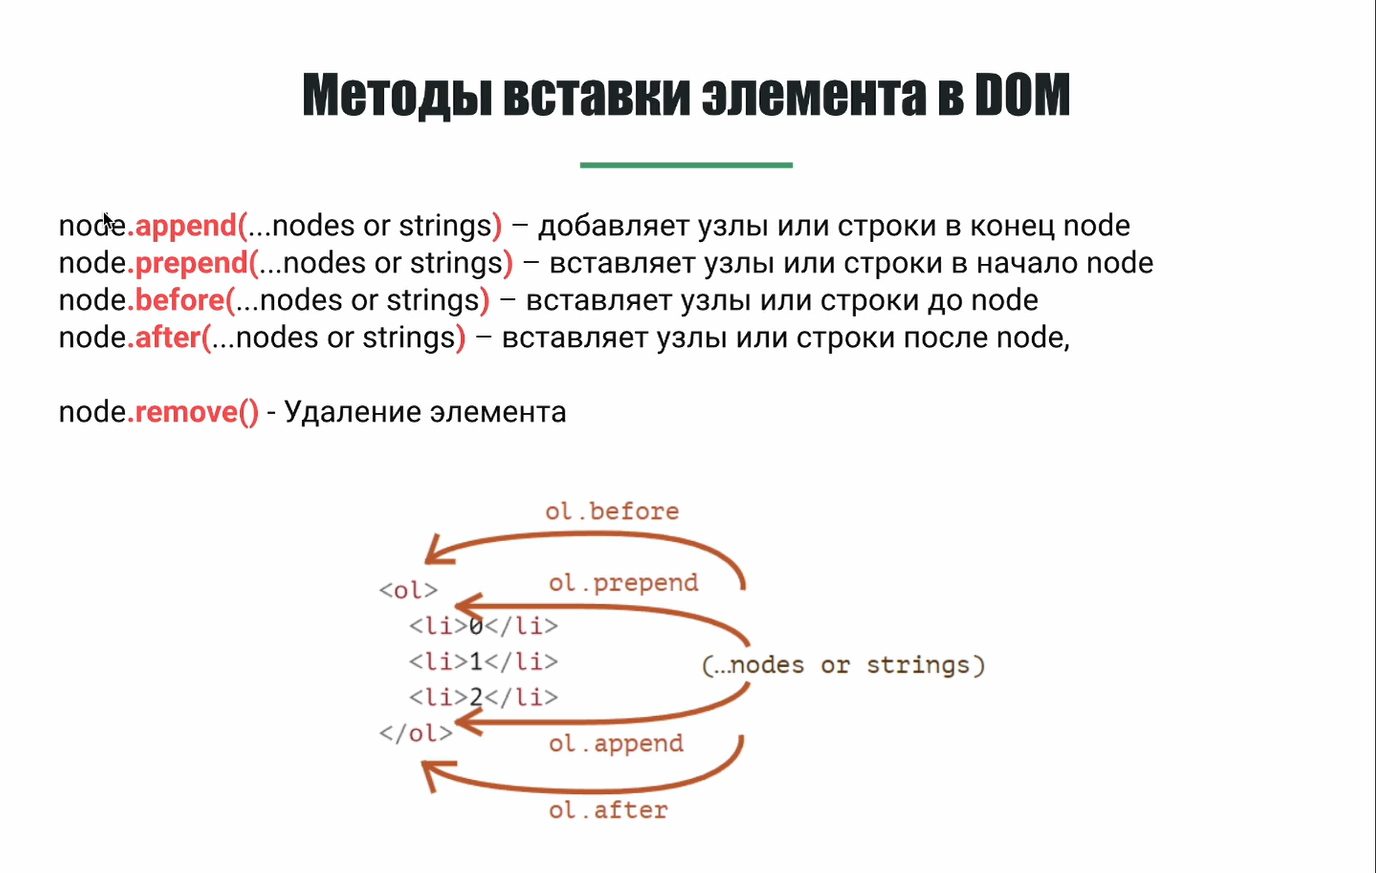 Методы вставки элемента в DOM
node.append(...nodes or strings) – добавляет узлы или строки в конец node
node.prepend(...nodes or strings) – вставляет узлы или строки в начало node
node.before(...nodes or strings) – вставляет узлы или строки до node
node.after(...nodes or strings) – вставляет узлы или строки после node,
node.remove() - Удаление элемента
ol.before
<ol>
ol.prepend
<li>0</li>
<li>1</li>
(…nodes or strings)
<li>2</li>
</ol>
ol.append
ol.after